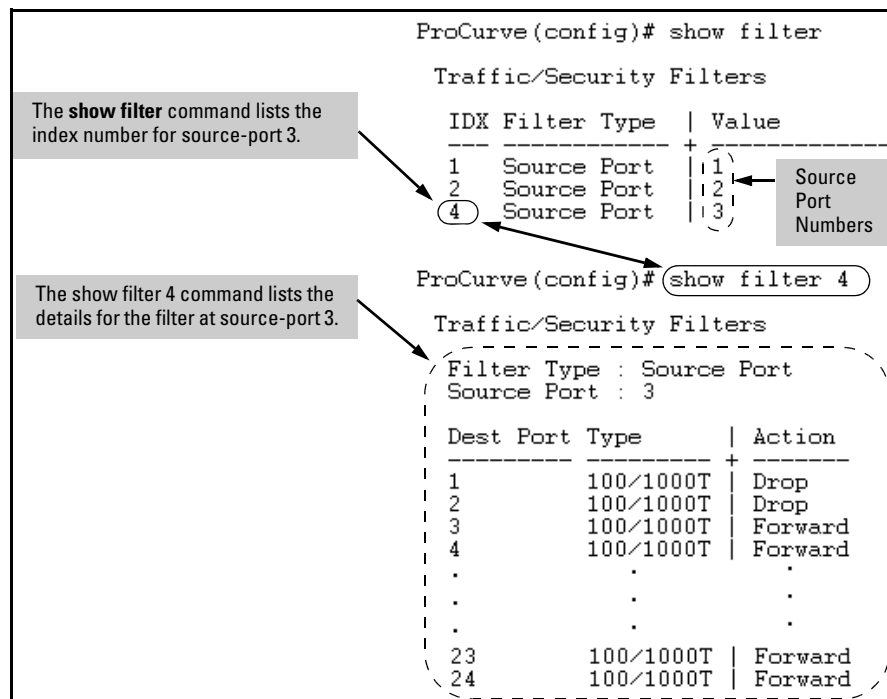 ProCurve(config)# show filter
Traffic/Security Filters
The show filter command lists the
index number for source-port 3.
IDX Filter Type | Value
--- ------------ + -------------
1 Source Port | 1
2 Source Port | 2
4 Source Port | 3
Source
Port
Numbers
ProCurve(config)# show filter 4
The show filter 4 command lists the
details for the filter at source-port 3.
Traffic/Security Filters
Filter Type : Source Port
Source Port : 3
Dest Port Type | Action
--------- --------- + -------
1 100/1000T | Drop
2 100/1000T | Drop
3 100/1000T | Forward
4 100/1000T | Forward
. . .
. . .
. . .
23 100/1000T | Forward
24 100/1000T | Forward